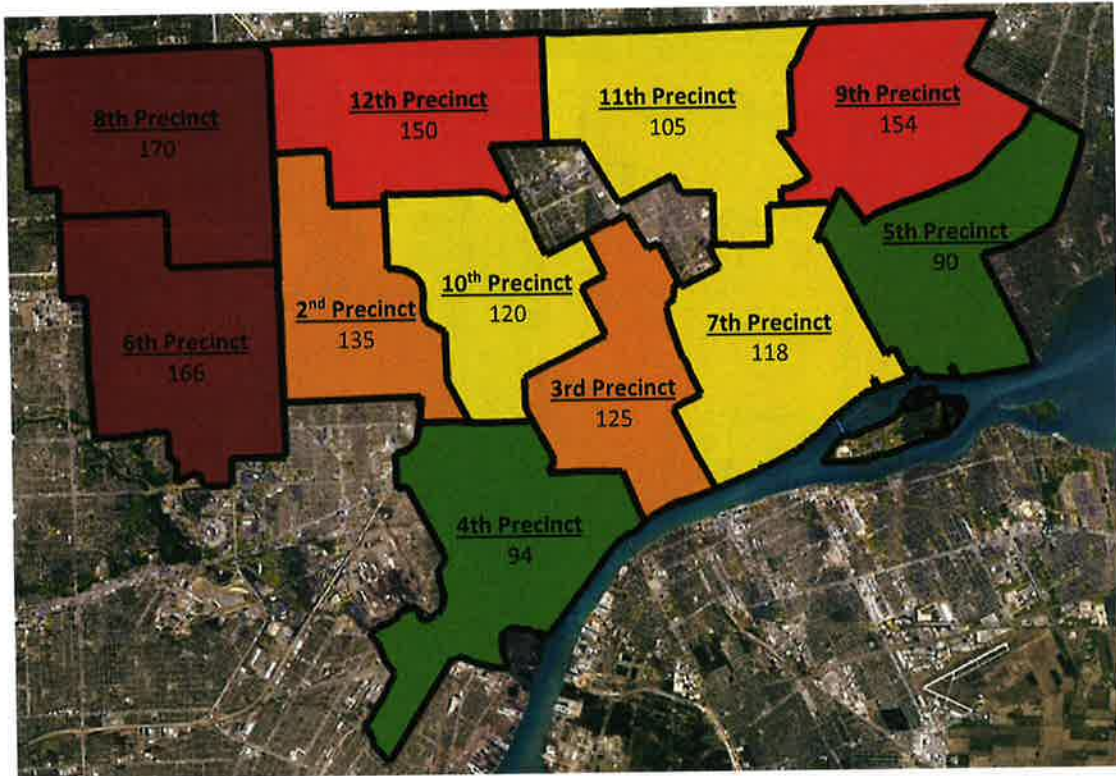 8th Precinct
170
12th Precinct
150
11th Precinct
105
9th Precinct
154
5th Precinct
90
6th Precinct
166
2nd Precinct
135
10th Precinct
120
3rd Precinct
125
7th Precinct
118
4th Precinct
94